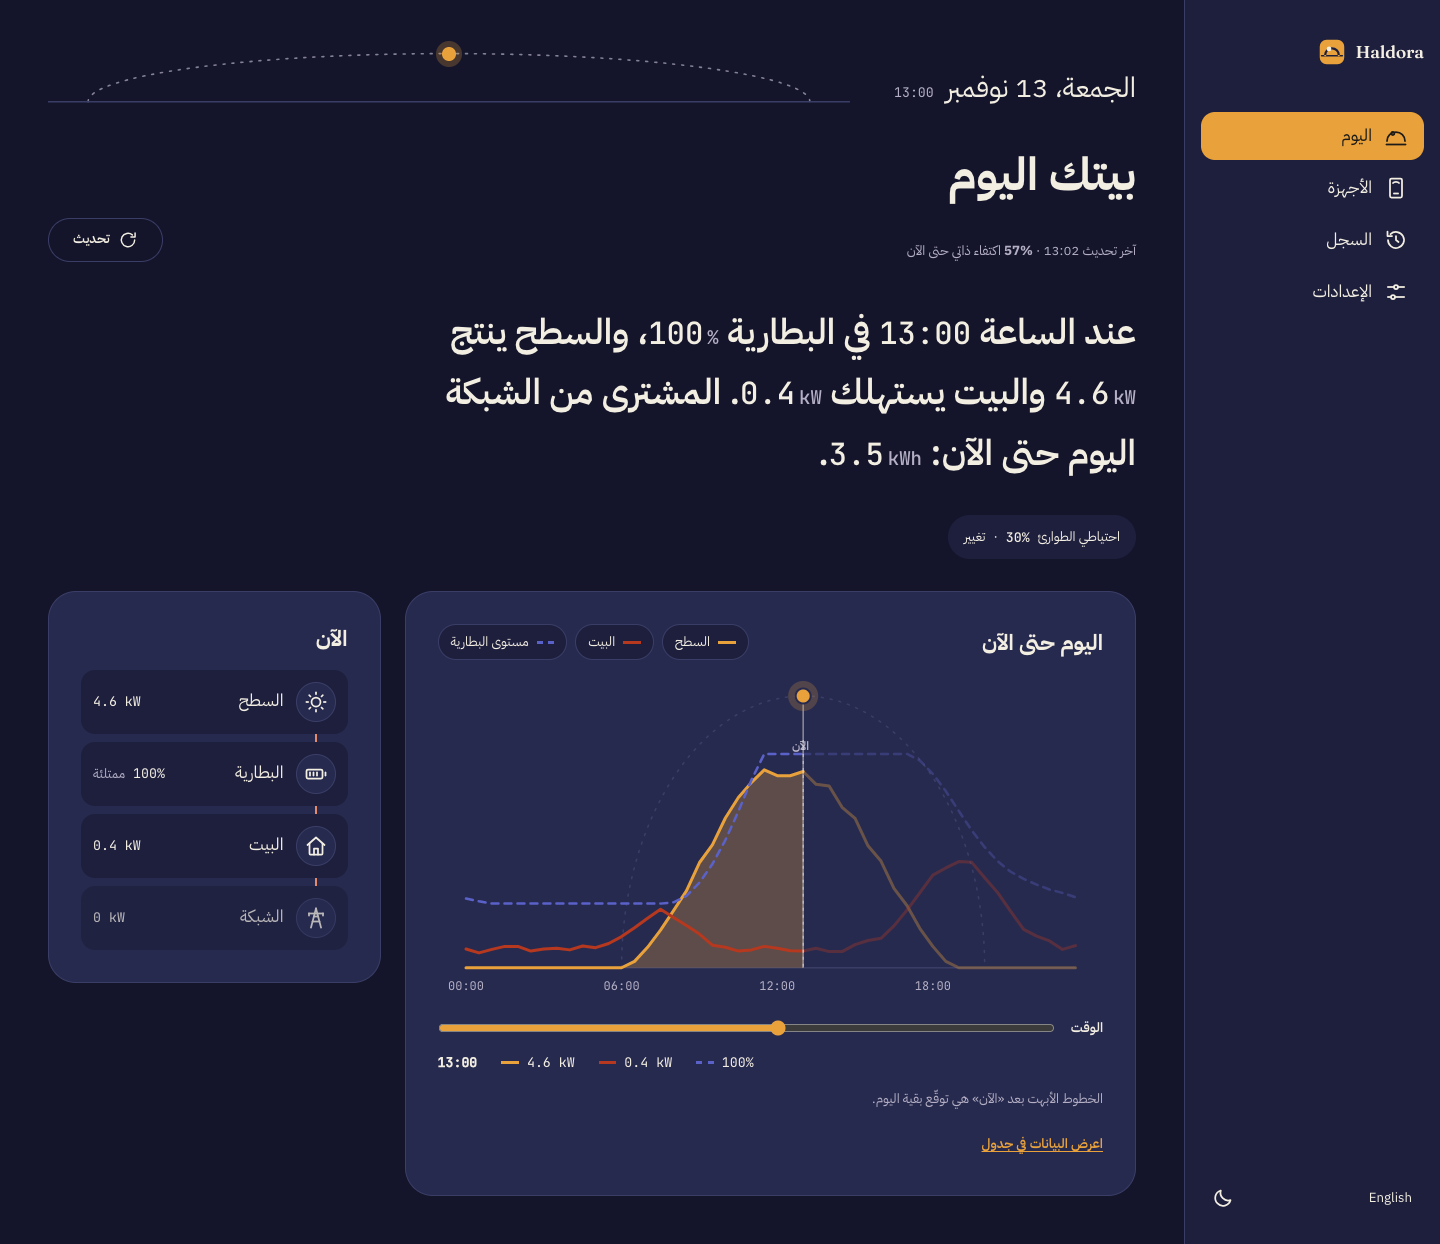 Haldora
اليوم
الأجهزة
السجل
الإعدادات
English
الجمعة، 13 نوفمبر 13:00
بيتك اليوم
آخر تحديث 13:02 · 57% اكتفاء ذاتي حتى الآن
تحديث
عند الساعة 13:00 في البطارية 100%، والسطح ينتج
4.6 kW والبيت يستهلك 0.4 kW. المشترى من الشبكة
اليوم حتى الآن: 3.5 kWh.
احتياطي الطوارئ 30% · تغيير
اليوم حتى الآن
السطح
البيت
مستوى البطارية
الآن
00:00 06:00 12:00 18:00
الوقت
13:00 4.6 kW 0.4 kW 100%
الخطوط الأبهت بعد «الآن» هي توقّع بقية اليوم.
اعرض البيانات في جدول
الآن
السطح 4.6 kW
البطارية 100% ممتلئة
البيت 0.4 kW
الشبكة 0 kW